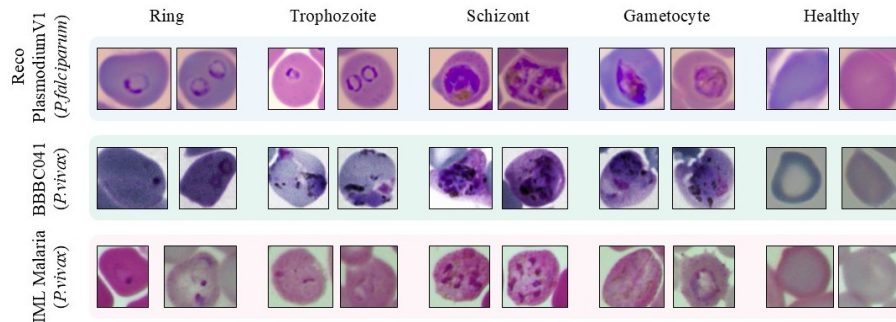 Ring Trophozoite Schizont Gametocyte Healthy
Reco
PlasmodiumV1
(P.falciparum)
BBBC041
(P.vivax)
IML Malaria
(P.vivax)